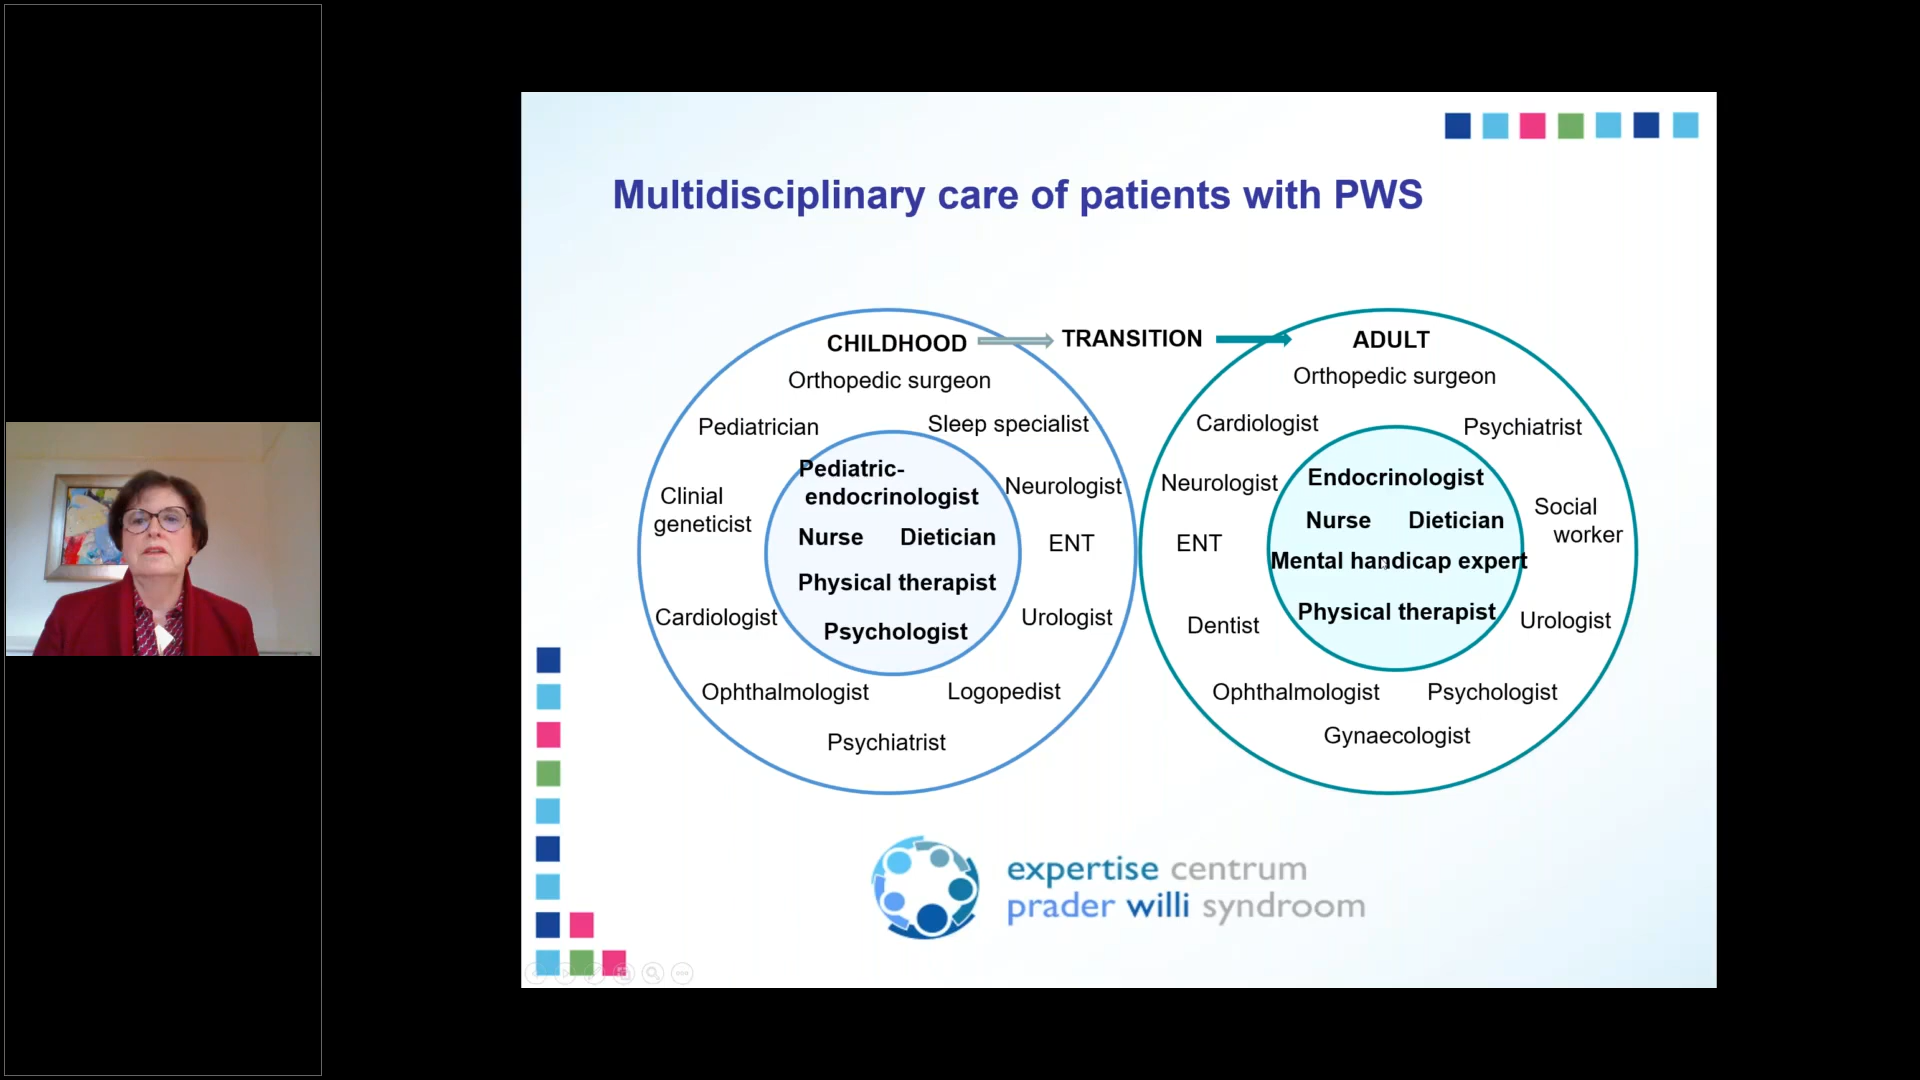 Multidisciplinary care of patients with PWS
CHILDHOOD
TRANSITION
ADULT
Orthopedic surgeon
Pediatrician
Sleep specialist
Clinial
geneticist
Neurologist
ENT
Cardiologist
Urologist
Ophthalmologist
Logopedist
Psychiatrist
Pediatric-
endocrinologist
Nurse Dietician
Physical therapist
Psychologist
Orthopedic surgeon
Cardiologist
Psychiatrist
Neurologist
Social
worker
ENT
Dentist
Urologist
Ophthalmologist
Psychologist
Gynaecologist
Endocrinologist
Nurse Dietician
Mental handicap expert
Physical therapist
expertise centrum
prader willi syndroom